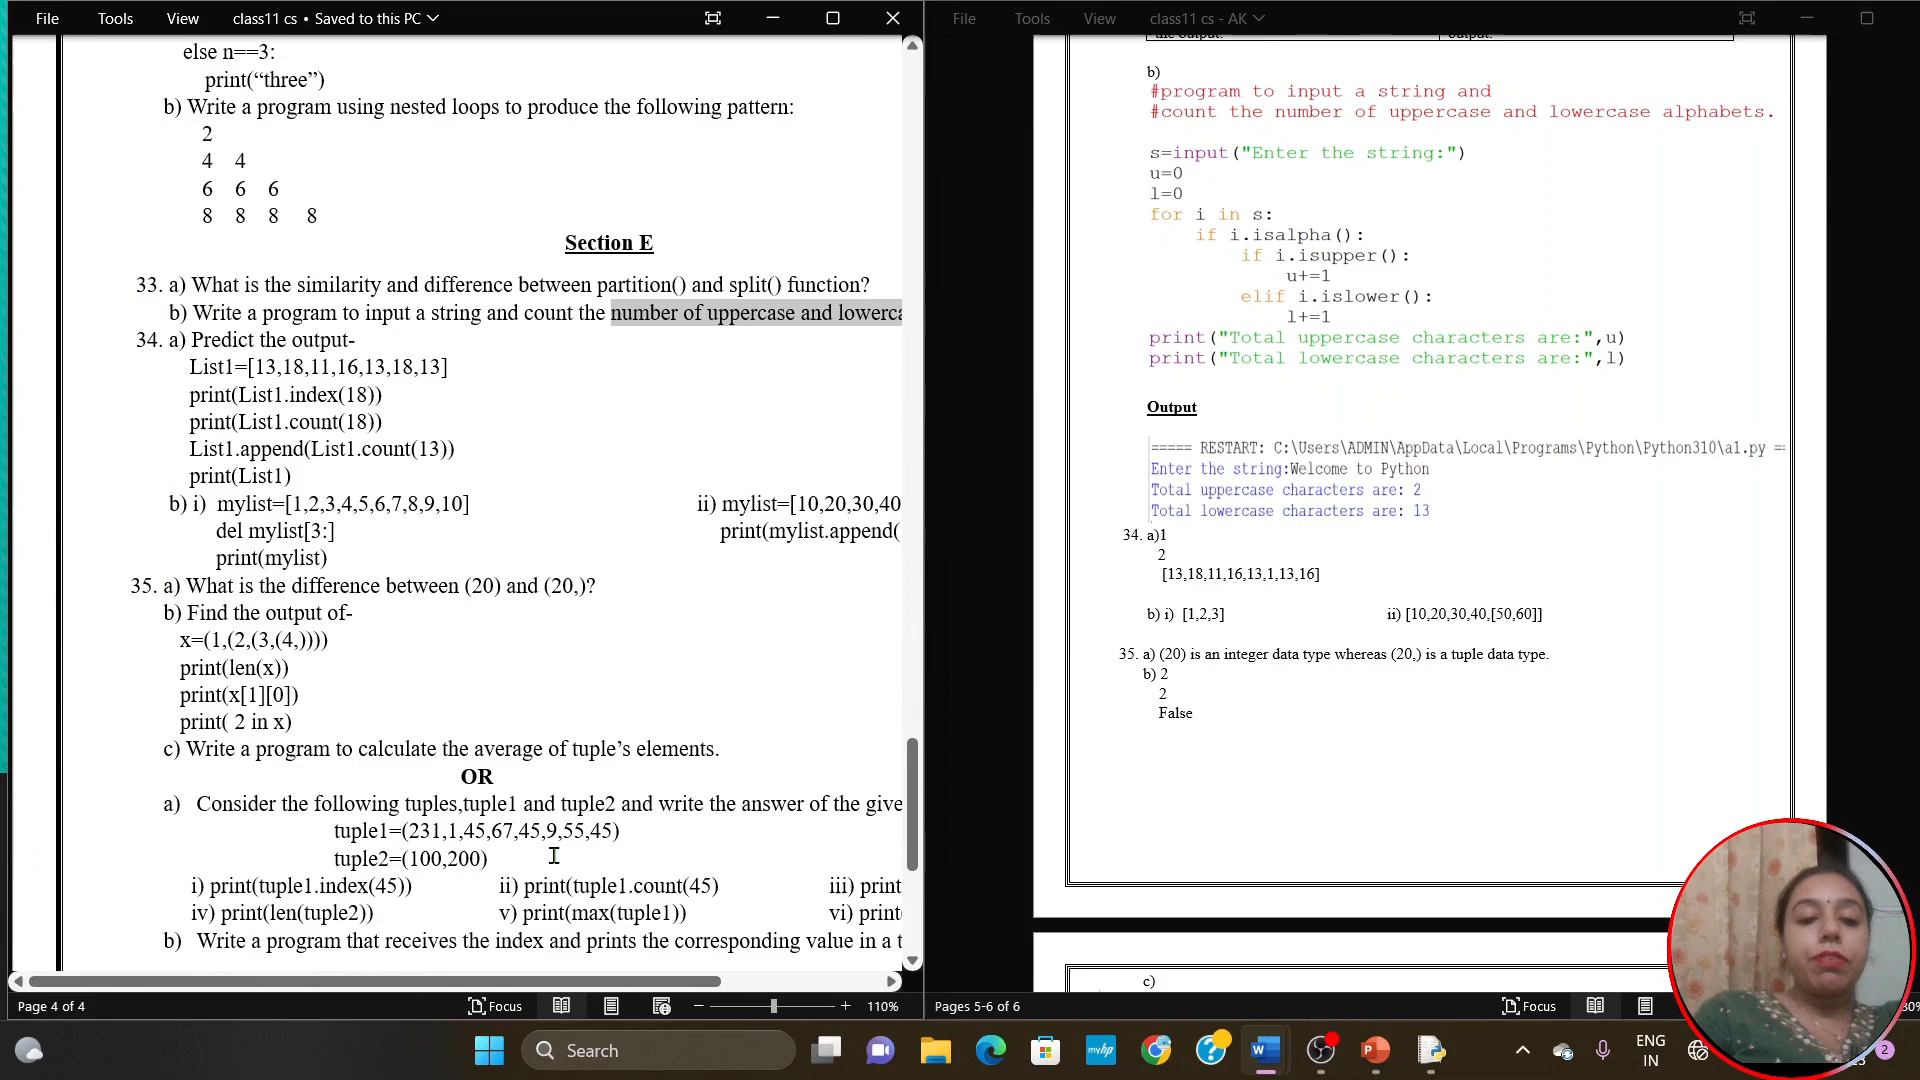 File Tools View class11 cs • Saved to this PC
else n==3:
print(“three”)
b) Write a program using nested loops to produce the following pattern:
2
4 4
6 6 6
8 8 8 8
Section E
33. a) What is the similarity and difference between partition() and split() function?
b) Write a program to input a string and count the number of uppercase and lowerca
34. a) Predict the output-
List1=[13,18,11,16,13,18,13]
print(List1.index(18))
print(List1.count(18))
List1.append(List1.count(13))
print(List1)
b) i) mylist=[1,2,3,4,5,6,7,8,9,10] ii) mylist=[10,20,30,40
del mylist[3:] print(mylist.append(
print(mylist)
35. a) What is the difference between (20) and (20,)?
b) Find the output of-
x=(1,(2,(3,(4,))))
print(len(x))
print(x[1][0])
print( 2 in x)
c) Write a program to calculate the average of tuple’s elements.
OR
a) Consider the following tuples,tuple1 and tuple2 and write the answer of the give
tuple1=(231,1,45,67,45,9,55,45)
tuple2=(100,200)
i) print(tuple1.index(45)) ii) print(tuple1.count(45) iii) print
iv) print(len(tuple2)) v) print(max(tuple1)) vi) print
b) Write a program that receives the index and prints the corresponding value in a t
Page 4 of 4 Focus 110%
File Tools View class11 cs - AK
the output. output.
b)
#program to input a string and
#count the number of uppercase and lowercase alphabets.
s=input("Enter the string:")
u=0
l=0
for i in s:
if i.isalpha():
if i.isupper():
u+=1
elif i.islower():
l+=1
print("Total uppercase characters are:",u)
print("Total lowercase characters are:",l)
Output
===== RESTART: C:\Users\ADMIN\AppData\Local\Programs\Python\Python310\a1.py ==
Enter the string:Welcome to Python
Total uppercase characters are: 2
Total lowercase characters are: 13
34. a)1
2
[13,18,11,16,13,1,13,16]
b) i) [1,2,3] ii) [10,20,30,40,[50,60]]
35. a) (20) is an integer data type whereas (20,) is a tuple data type.
b) 2
2
False
c)
Pages 5-6 of 6 Focus
Search
myhp
ENG
IN
2